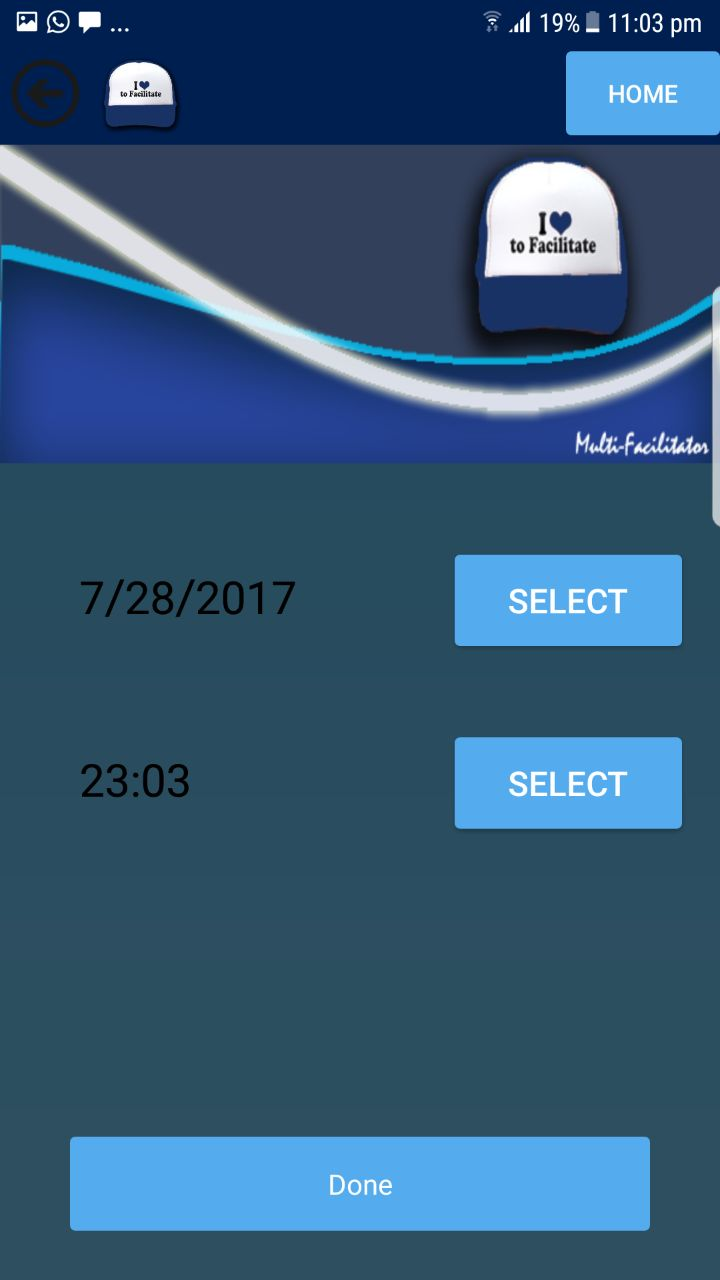 ... 19% 11:03 pm
I
to Facilitate
HOME
I
to Facilitate
Multi-Facilitator
7/28/2017
SELECT
23:03
SELECT
Done